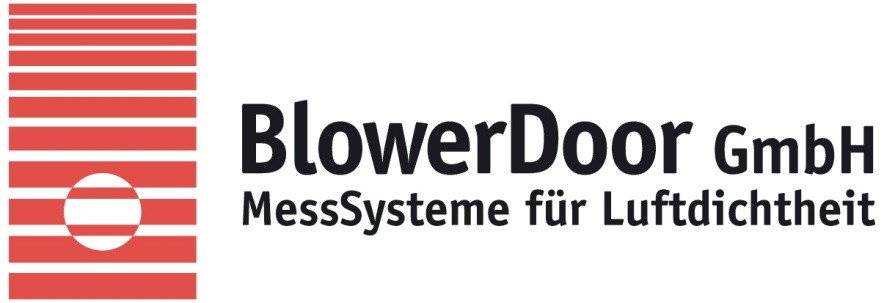 BlowerDoor GmbH
MessSysteme für Luftdichtheit